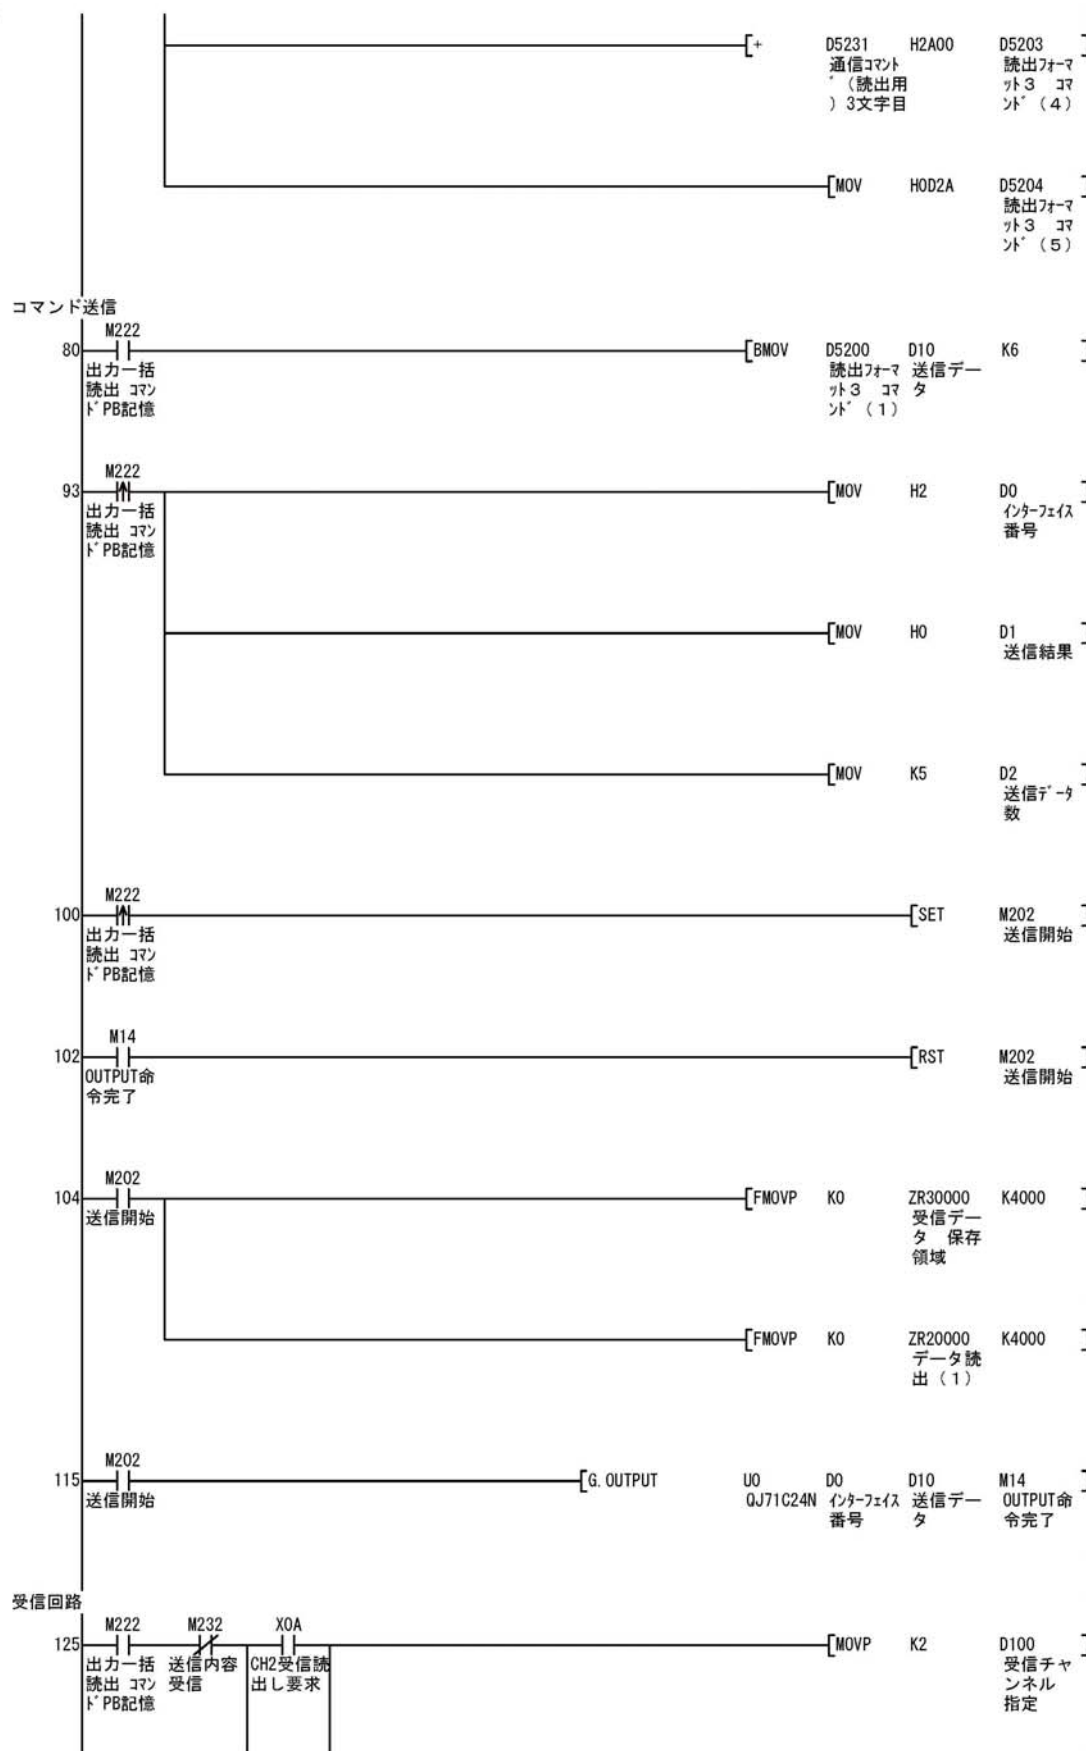 [+ D5231 H2A00 D5203 ]
通信ｺﾏﾝﾄ 読出ﾌｫｰﾏ
ﾞ（読出用 ｯﾄ３ ｺﾏ
）3文字目 ﾝﾄﾞ（４）
[MOV H0D2A D5204 ]
読出ﾌｫｰﾏ
ｯﾄ３ ｺﾏ
ﾝﾄﾞ（５）
コマンド送信
M222
80 [BMOV D5200 D10 K6 ]
出力一括 読出ﾌｫｰﾏ 送信デー
読出 ｺﾏﾝ ｯﾄ３ ｺﾏ タ
ﾄﾞPB記憶 ﾝﾄﾞ（１）
M222
93 [MOV H2 D0 ]
出力一括 ｲﾝﾀｰﾌｪｲｽ
読出 ｺﾏﾝ 番号
ﾄﾞPB記憶
[MOV H0 D1 ]
送信結果
[MOV K5 D2 ]
送信ﾃﾞｰﾀ
数
M222
100 [SET M202 ]
出力一括 送信開始
読出 ｺﾏﾝ
ﾄﾞPB記憶
M14
102 [RST M202 ]
OUTPUT命 送信開始
令完了
M202
104 [FMOVP K0 ZR30000 K4000 ]
送信開始 受信デー
タ 保存
領域
[FMOVP K0 ZR20000 K4000 ]
データ読
出（１）
M202
115 [G.OUTPUT U0 D0 D10 M14 ]
送信開始 QJ71C24N ｲﾝﾀｰﾌｪｲｽ 送信デー OUTPUT命
番号 タ 令完了
受信回路
M222 M232 X0A
125 [MOVP K2 D100 ]
出力一括 送信内容 CH2受信読 受信チャ
読出 ｺﾏﾝ 受信 出し要求 ンネル
ﾄﾞPB記憶 指定